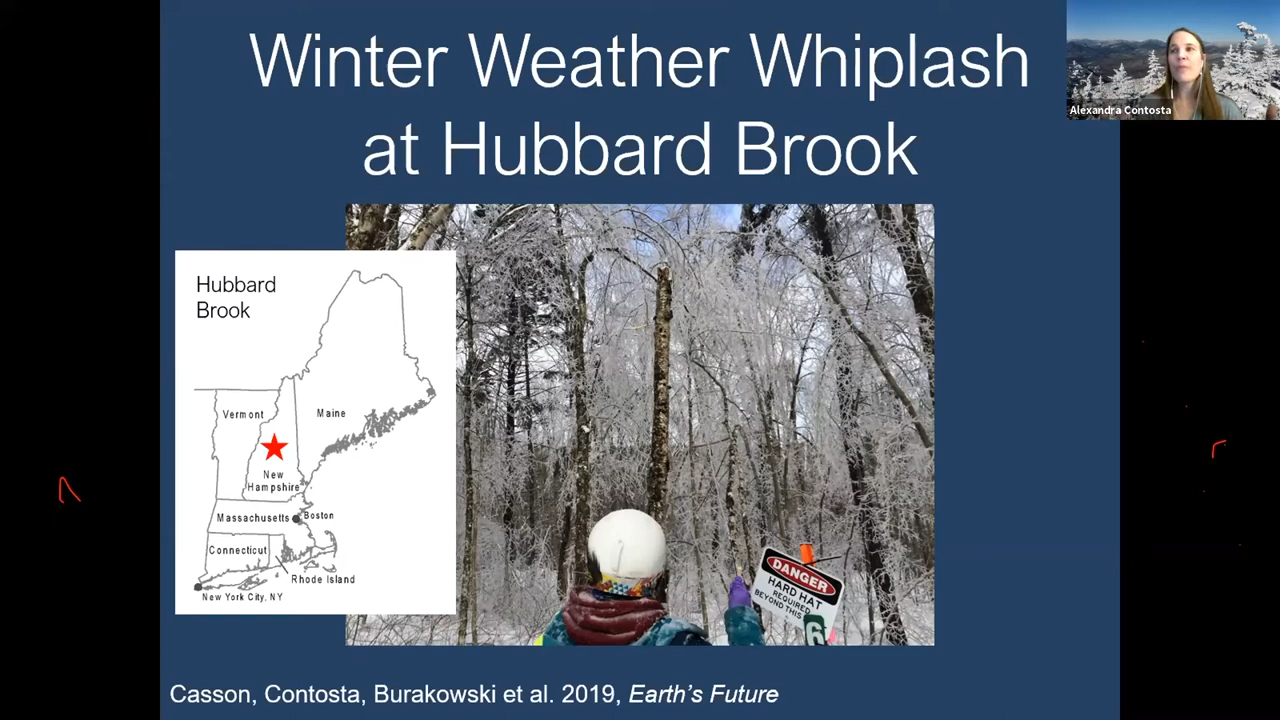 Winter Weather Whiplash
at Hubbard Brook
Alexandra Contosta
Hubbard
Brook
Vermont
Maine
New
Hampshire
Massachusetts
Boston
Connecticut
Rhode Island
New York City, NY
DANGER
HARD HAT
REQUIRED
BEYOND THIS
6
Casson, Contosta, Burakowski et al. 2019, Earth's Future